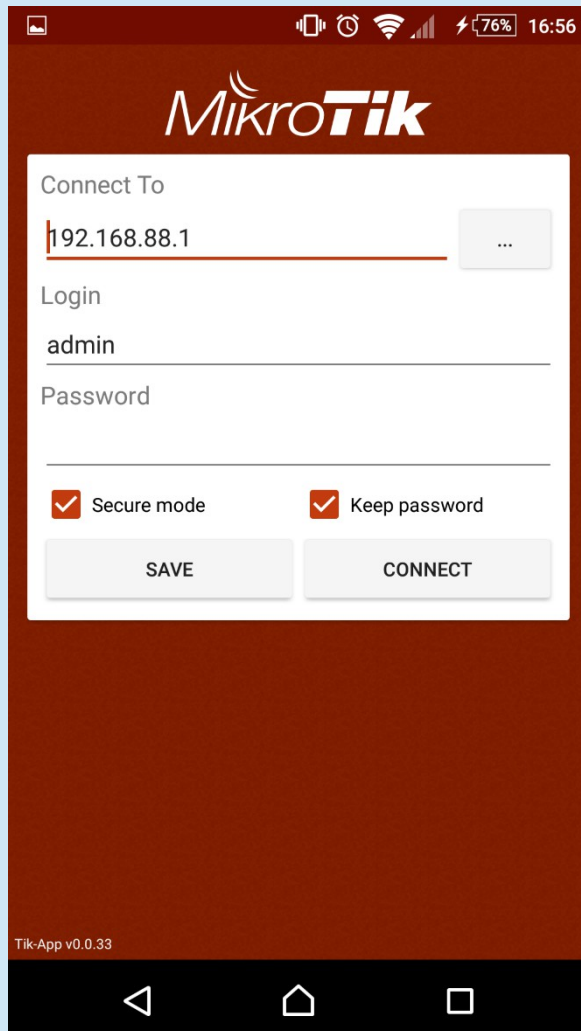 76% 16:56
MikroTik
Connect To
192.168.88.1 ...
Login
admin
Password
Secure mode Keep password
SAVE CONNECT
Tik-App v0.0.33